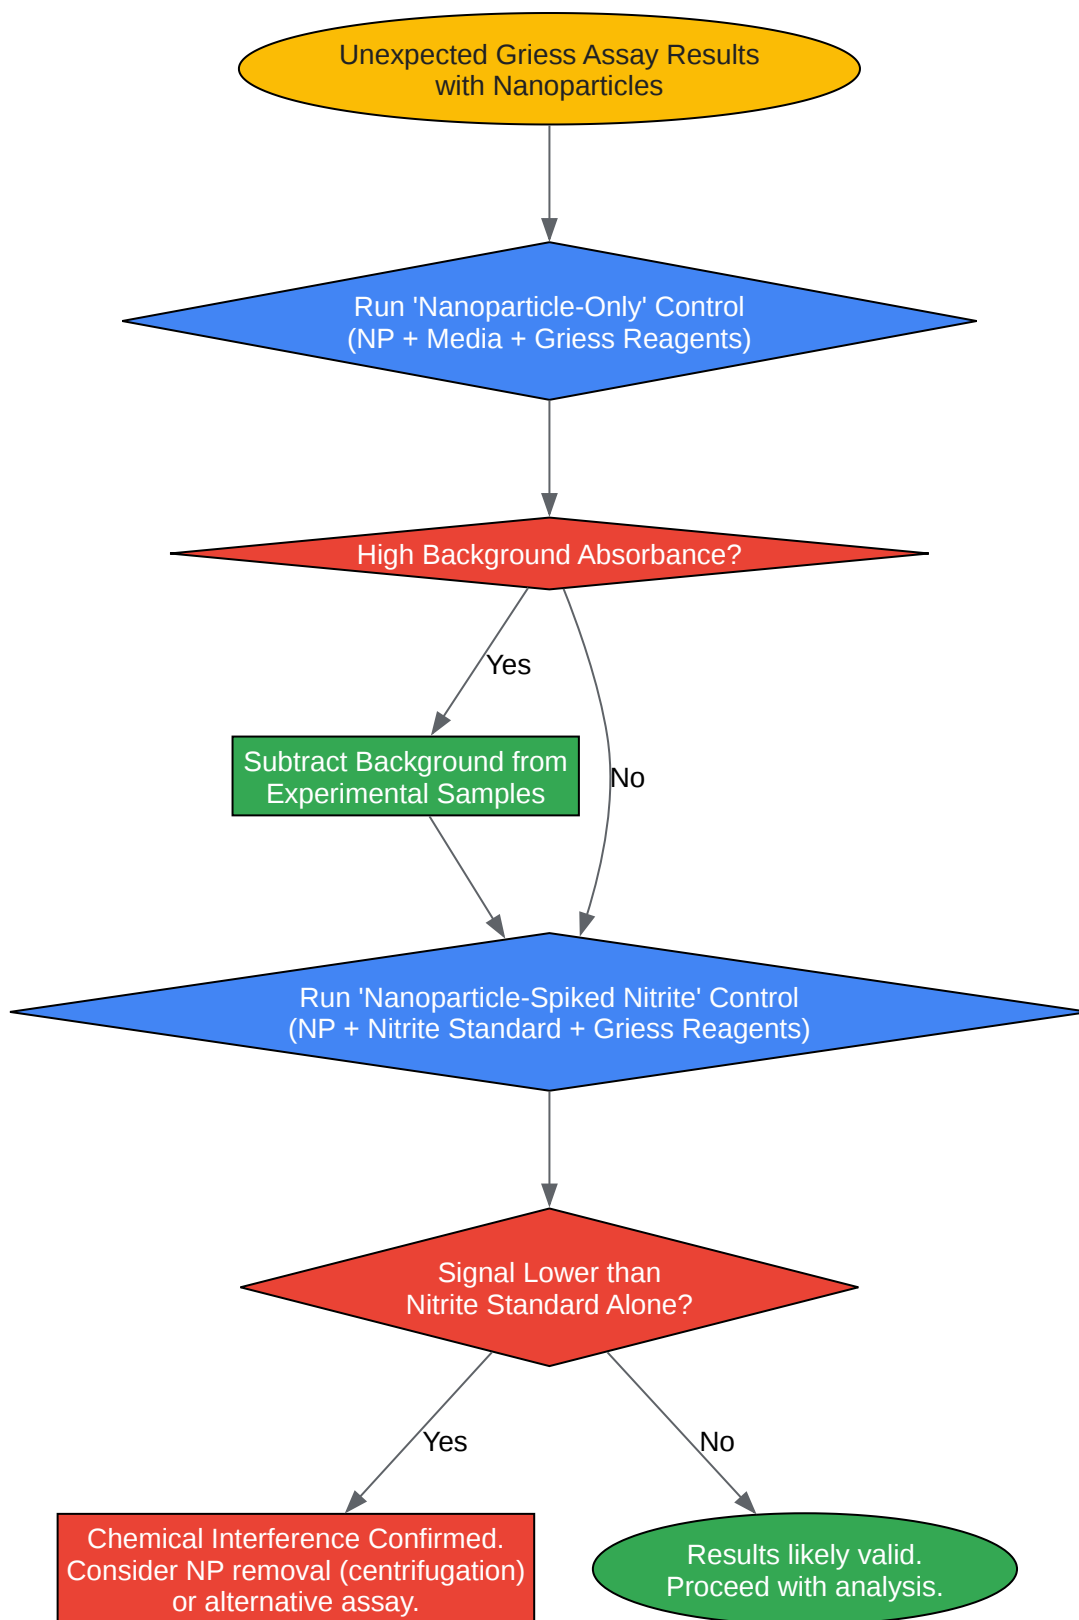 Unexpected Griess Assay Results
with Nanoparticles
Run 'Nanoparticle-Only' Control
(NP + Media + Griess Reagents)
High Background Absorbance?
Yes
Subtract Background from
Experimental Samples
No
Run 'Nanoparticle-Spiked Nitrite' Control
(NP + Nitrite Standard + Griess Reagents)
Signal Lower than
Nitrite Standard Alone?
Yes
No
Chemical Interference Confirmed.
Consider NP removal (centrifugation)
or alternative assay.
Results likely valid.
Proceed with analysis.